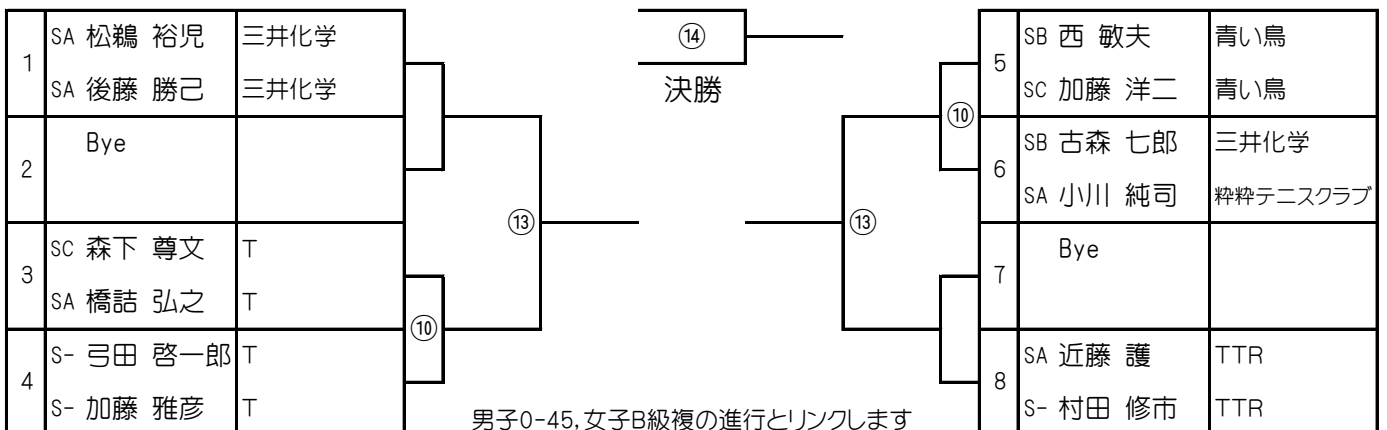 1 SA 松鵜 裕児 三井化学
SA 後藤 勝己 三井化学
2 Bye
3 SC 森下 尊文 T
SA 橋詰 弘之 T
4 S- 弓田 啓一郎 T
S- 加藤 雅彦 T
⑩
⑬
⑭
決勝
⑬
⑩
5 SB 西 敏夫 青い鳥
SC 加藤 洋二 青い鳥
6 SB 古森 七郎 三井化学
SA 小川 純司 粋粋テニスクラブ
7 Bye
8 SA 近藤 護 TTR
S- 村田 修市 TTR
男子0-45,女子B級複の進行とリンクします